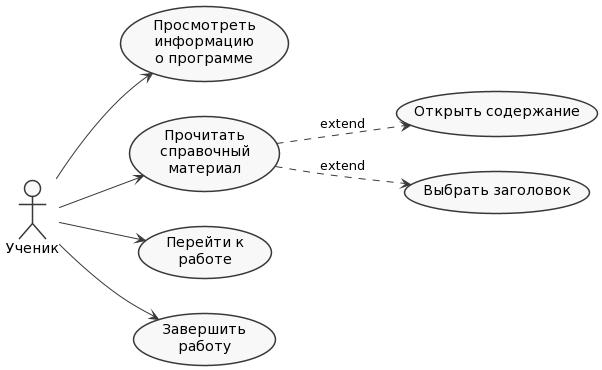 Просмотреть
информацию
о программе
Прочитать
справочный
материал
extend
Открыть содержание
extend
Выбрать заголовок
Ученик
Перейти к
работе
Завершить
работу